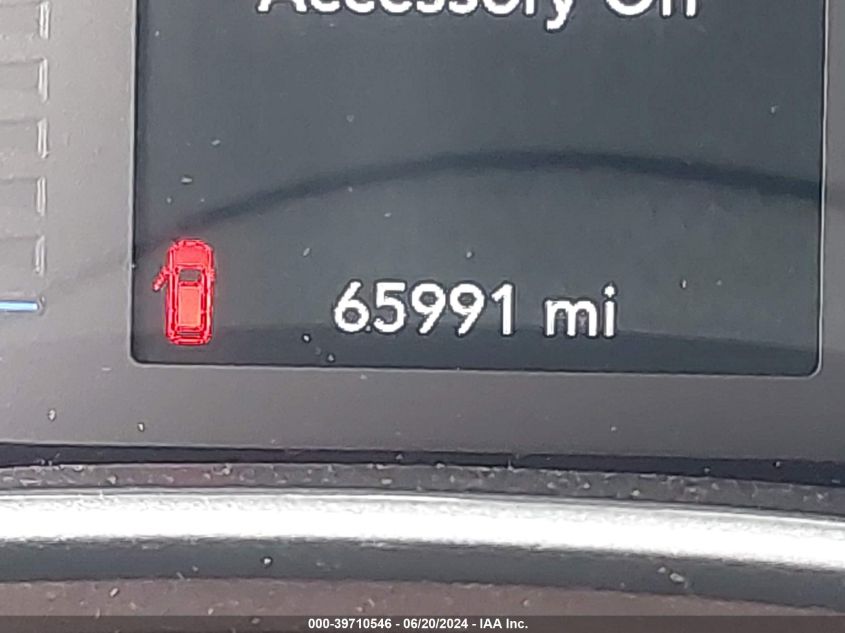 Accessory On
65991 mi
000-39710546 - 06/20/2024 - IAA Inc.